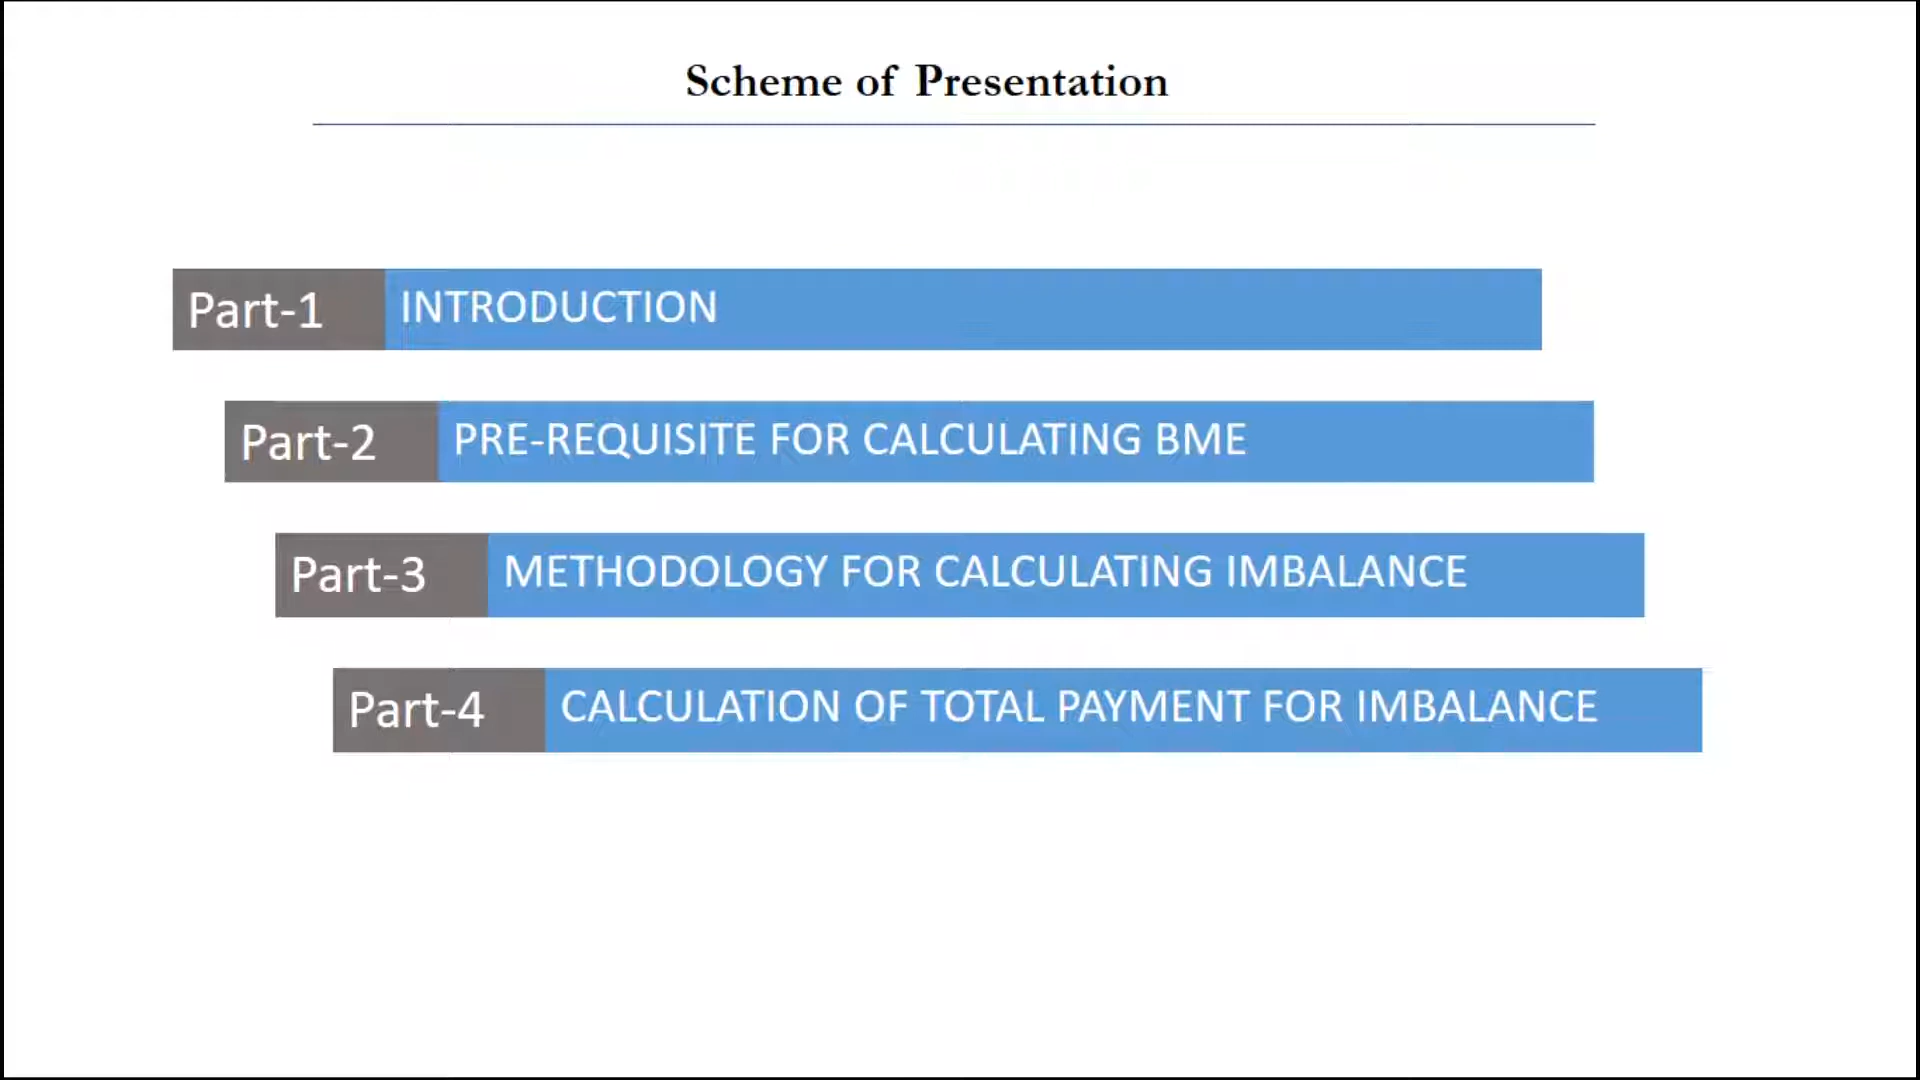 Scheme of Presentation
Part-1 INTRODUCTION
Part-2 PRE-REQUISITE FOR CALCULATING BME
Part-3 METHODOLOGY FOR CALCULATING IMBALANCE
Part-4 CALCULATION OF TOTAL PAYMENT FOR IMBALANCE